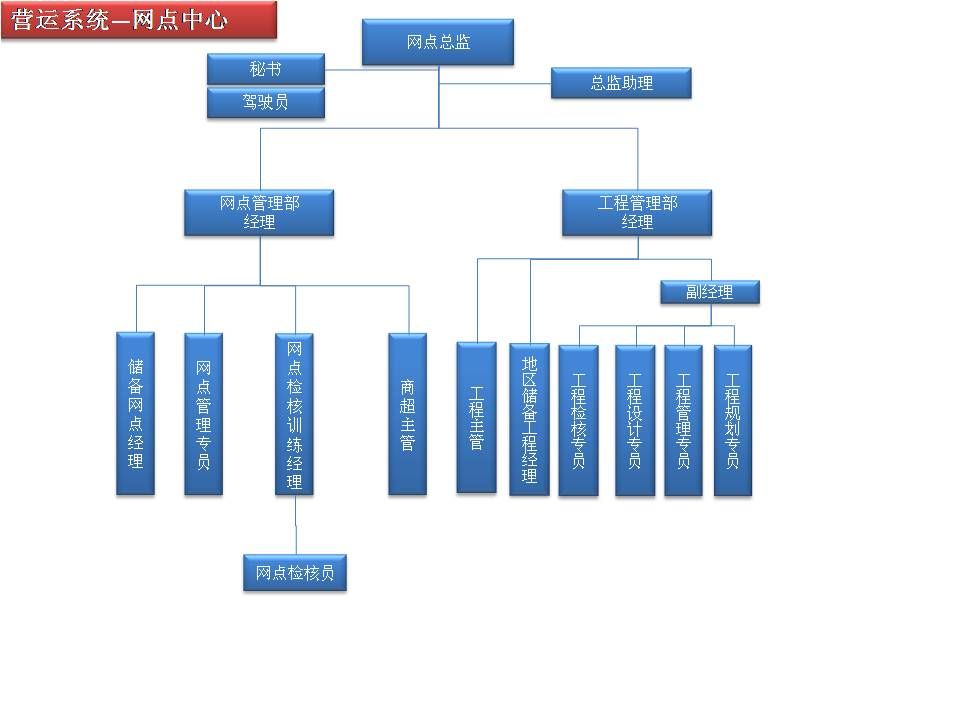 营运系统—网点中心
网点总监
秘书
驾驶员
总监助理
网点管理部
经理
工程管理部
经理
副经理
储备网点经理
网点管理专员
网点检核训练经理
商超主管
工程主管
地区储备工程经理
工程检核专员
工程设计专员
工程管理专员
工程规划专员
网点检核员